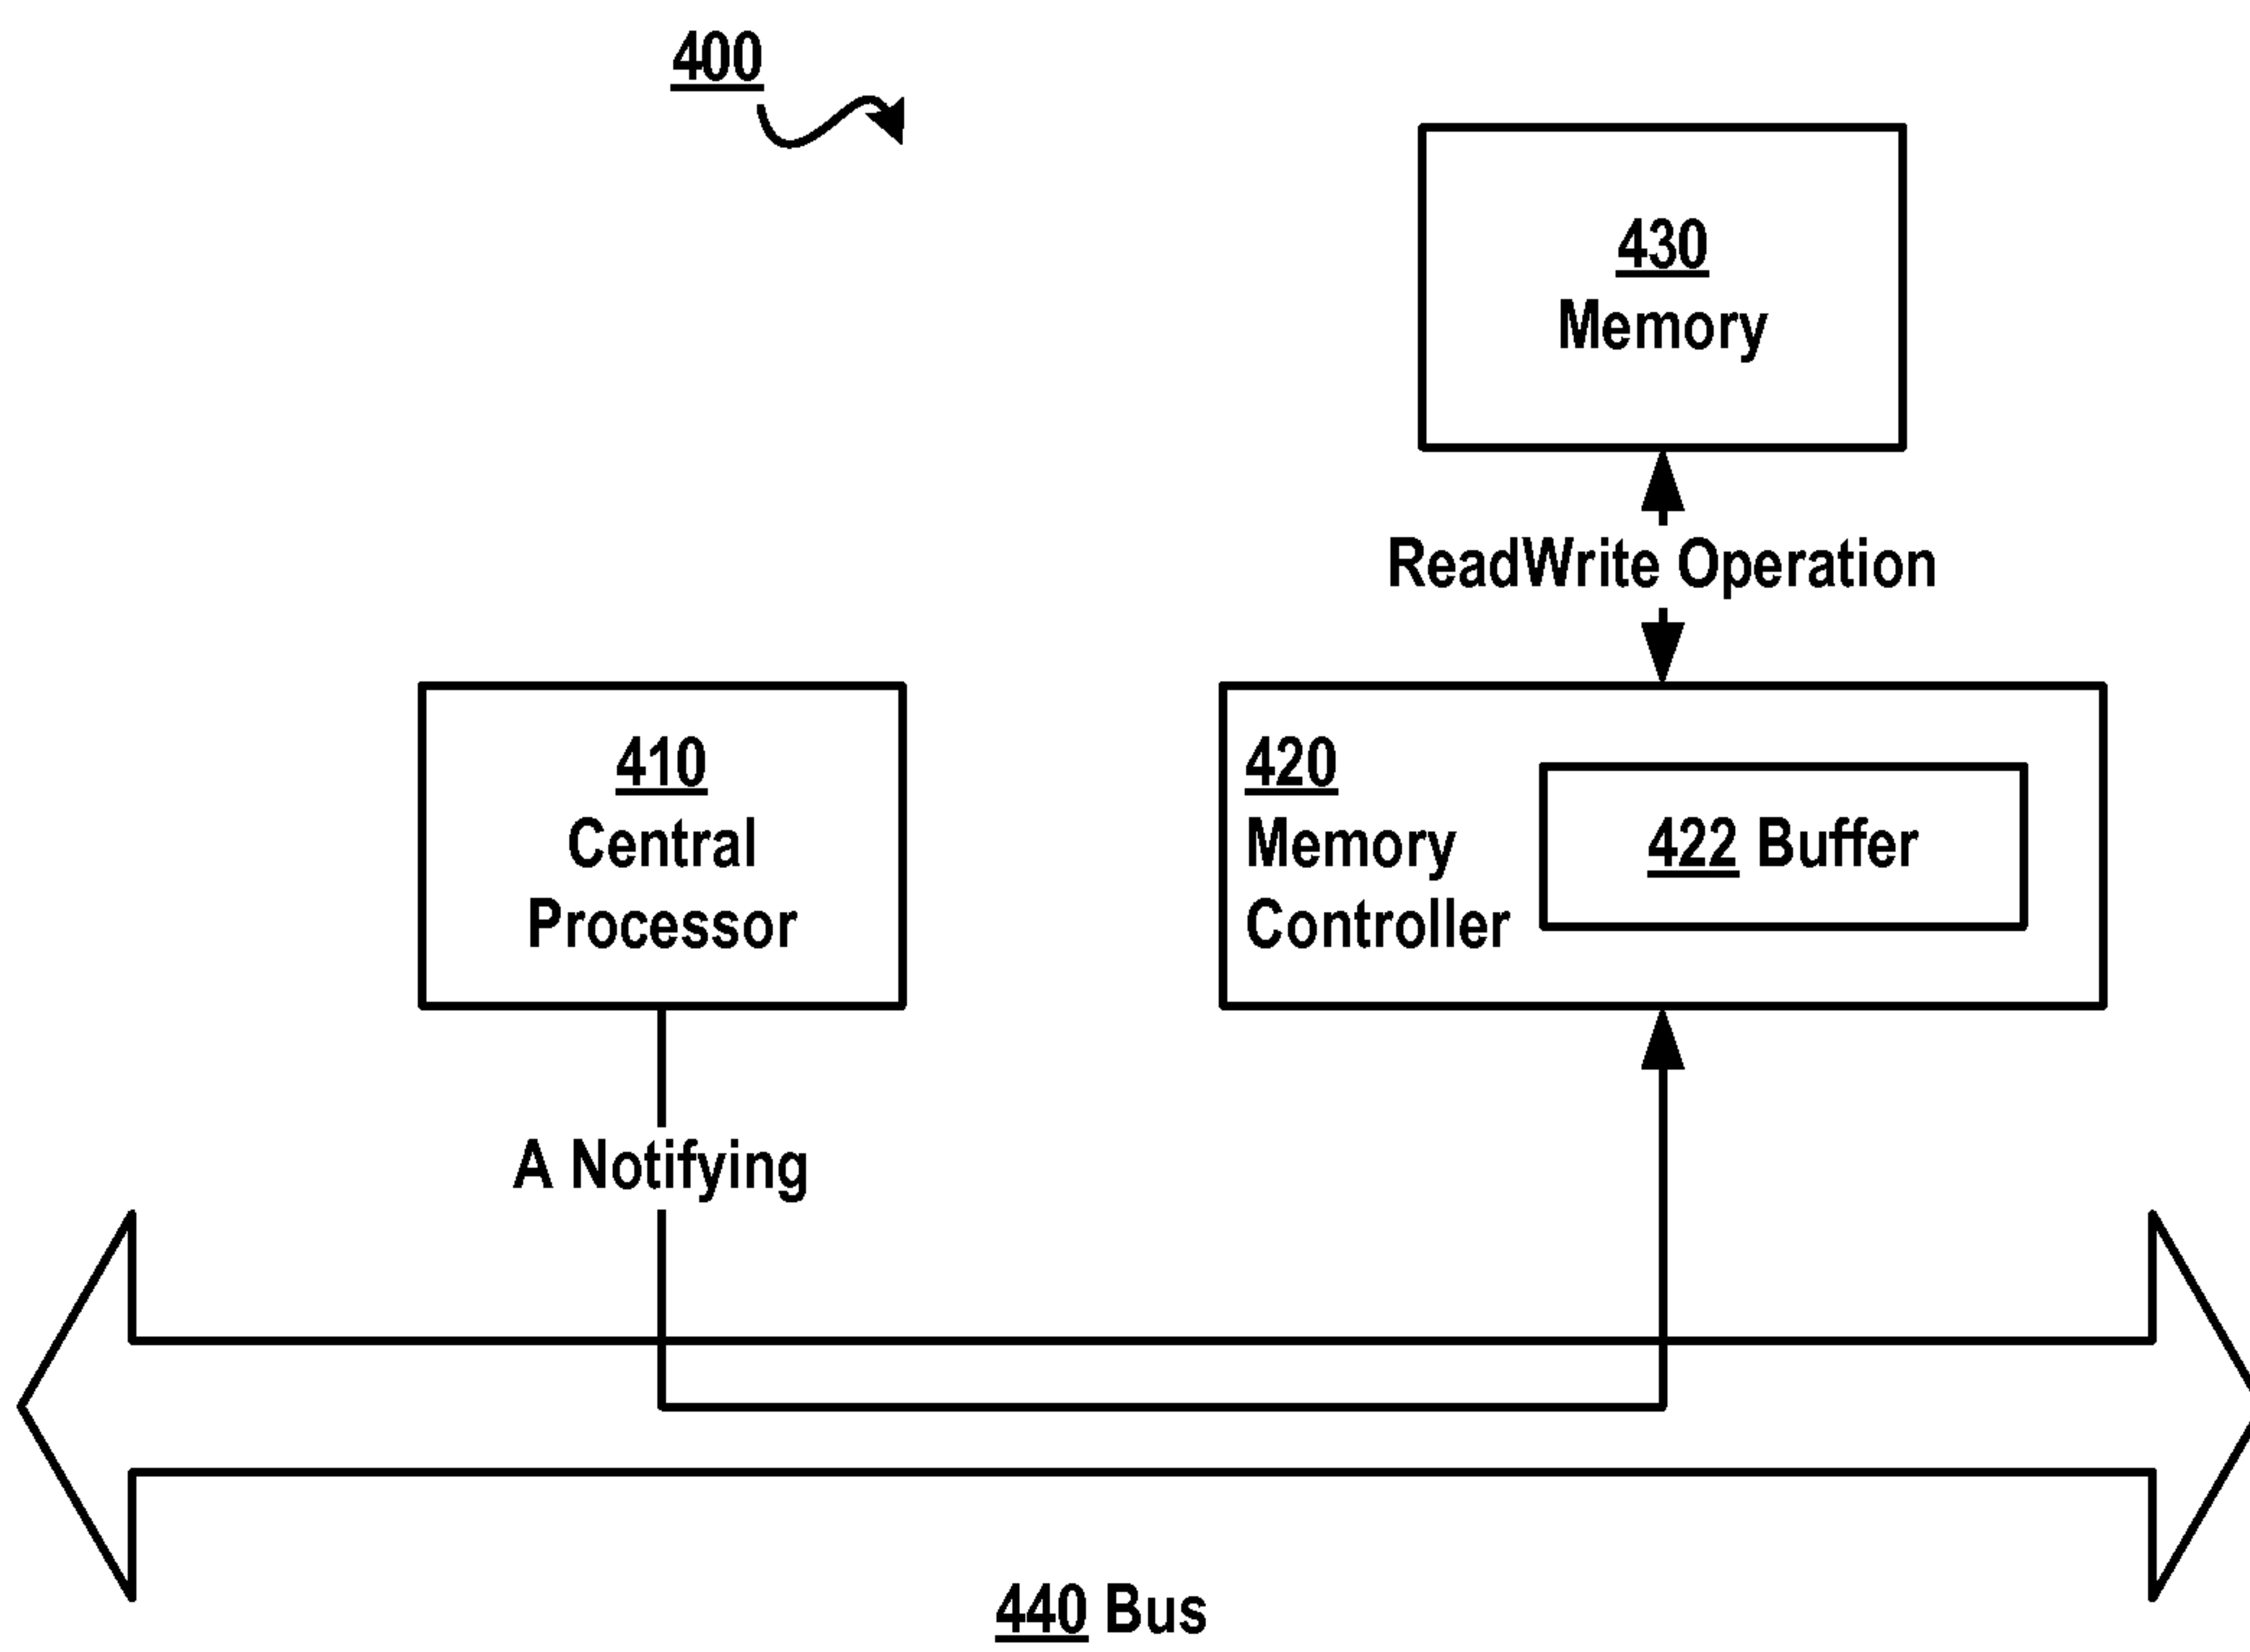 400
430
Memory
ReadWrite Operation
410
Central
Processor
420
Memory
Controller
422 Buffer
A Notifying
440 Bus